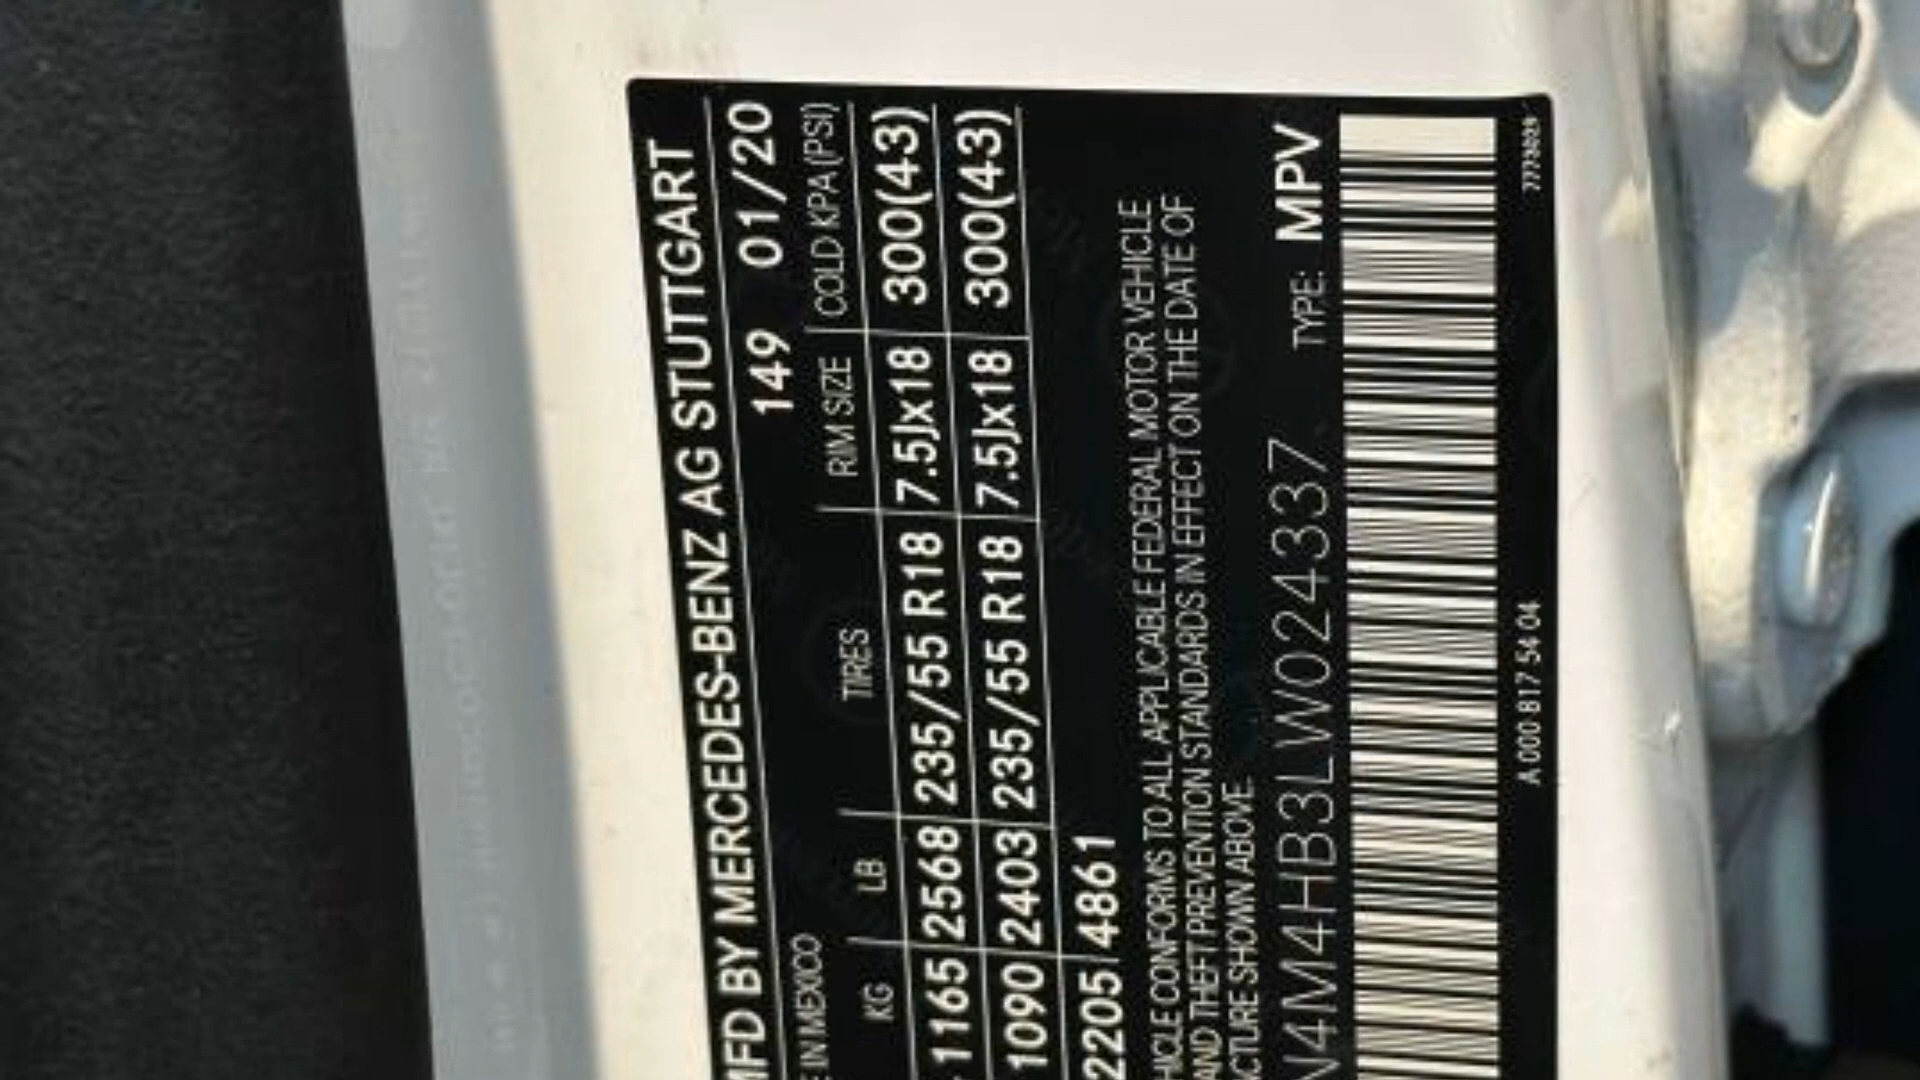 MFD BY MERCEDES-BENZ AG STUTTGART
IN MEXICO 149 01/20
KG LB TIRES RIM SIZE COLD KPA (PSI)
1165 2568 235/55 R18 7.5Jx18 300(43)
1090 2403 235/55 R18 7.5Jx18 300(43)
2205 4861
HICLE CONFORMS TO ALL APPLICABLE FEDERAL MOTOR VEHICLE
AND THEFT PREVENTION STANDARDS IN EFFECT ON THE DATE OF
ACTURE SHOWN ABOVE.
N4M4HB3LW024337 TYPE: MPV
A 000 817 54 04